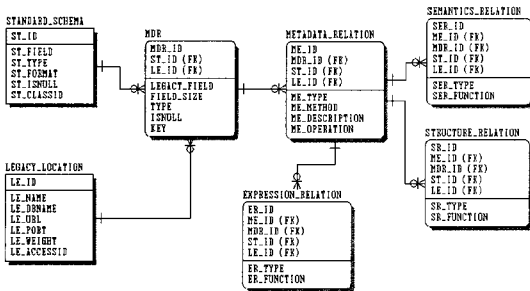 STANDARD_SCHEMA
ST_ID
ST_FIELD
ST_TYPE
ST_FORMAT
ST_ISNULL
ST_CLASSID
MDR
MDR_ID
ST_ID (FK)
LE_ID (FK)
LEGACY_FIELD
FIELD_SIZE
TYPE
ISNULL
KEY
METADATA_RELATION
ME_ID
MDR_ID (FK)
ST_ID (FK)
LE_ID (FK)
ME_TYPE
ME_METHOD
ME_DESCRIPTION
ME_OPERATION
SEMANTICS_RELATION
SER_ID
ME_ID (FK)
MDR_ID (FK)
ST_ID (FK)
LE_ID (FK)
SER_TYPE
SER_FUNCTION
LEGACY_LOCATION
LE_ID
LE_NAME
LE_DBNAME
LE_URL
LE_PORT
LE_WEIGHT
LE_ACCESSID
EXPRESSION_RELATION
ER_ID
ME_ID (FK)
MDR_ID (FK)
ST_ID (FK)
LE_ID (FK)
ER_TYPE
ER_FUNCTION
STRUCTURE_RELATION
SR_ID
ME_ID (FK)
MDR_ID (FK)
ST_ID (FK)
LE_ID (FK)
SR_TYPE
SR_FUNCTION